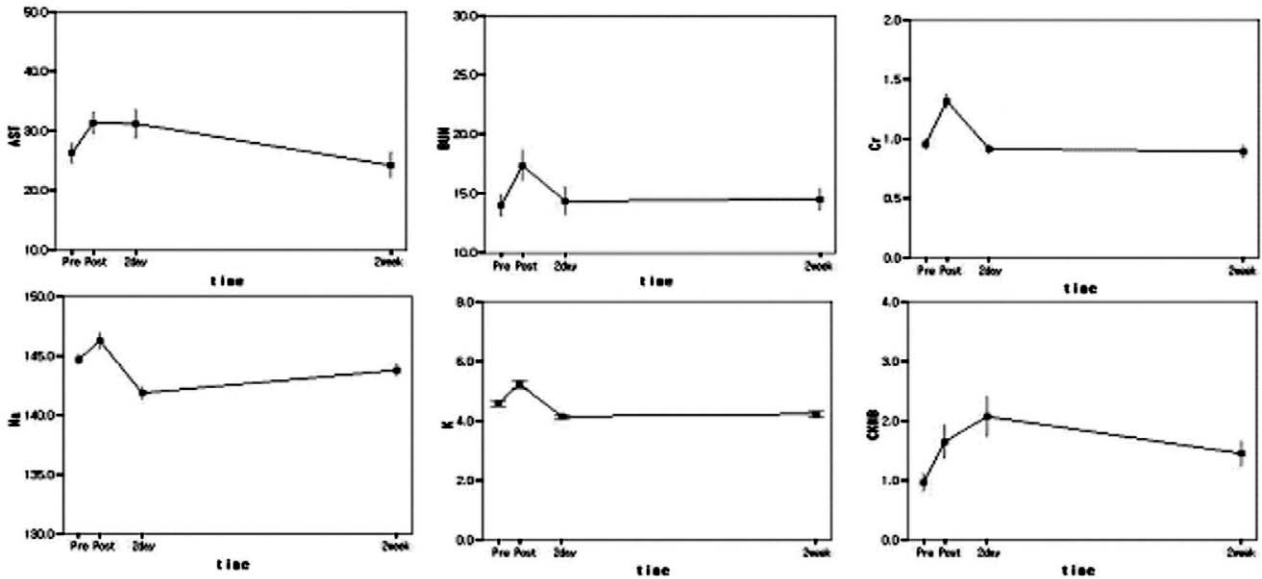 AST
50.0
40.0
30.0
20.0
10.0
Pre Post 2day 2week
time
BUN
30.0
25.0
20.0
15.0
10.0
Pre Post 2day 2week
time
Cr
2.0
1.5
1.0
0.5
0.0
Pre Post 2day 2week
time
Na
150.0
145.0
140.0
135.0
130.0
Pre Post 2day 2week
time
K
8.0
6.0
4.0
2.0
0.0
Pre Post 2day 2week
time
CKMB
4.0
3.0
2.0
1.0
0.0
Pre Post 2day 2week
time